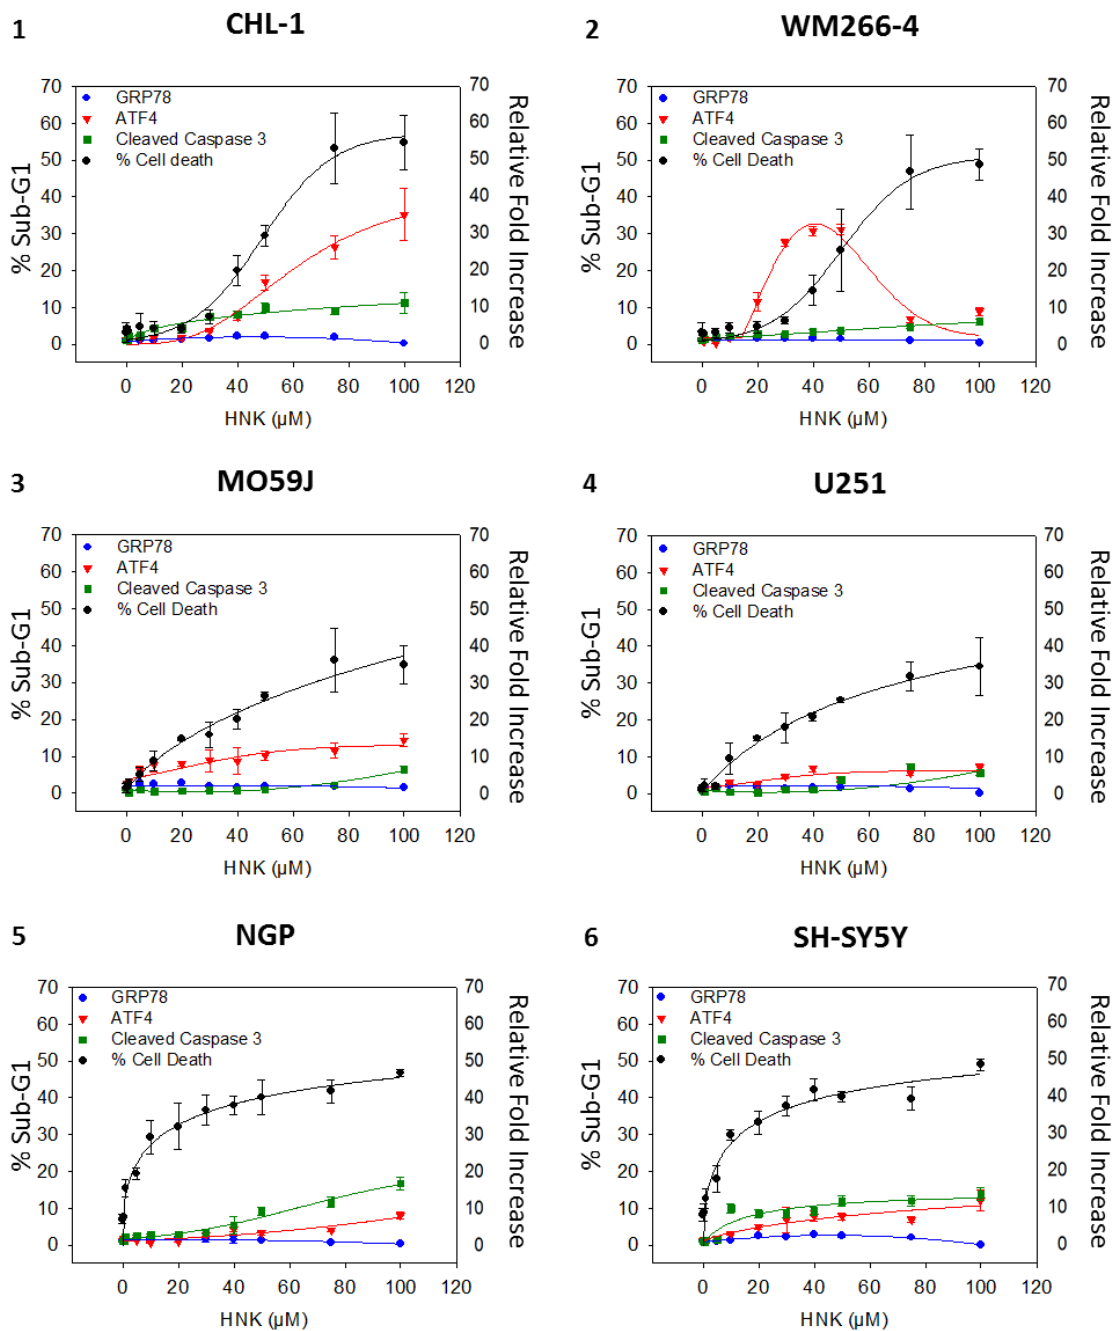 1 CHL-1
70 60 50 40 30 20 10 0
% Sub-G1
GRP78
ATF4
Cleaved Caspase 3
% Cell death
70 60 50 40 30 20 10 0
Relative Fold Increase
0 20 40 60 80 100 120
HNK (µM)
2 WM266-4
70 60 50 40 30 20 10 0
% Sub-G1
GRP78
ATF4
Cleaved Caspase 3
% Cell Death
70 60 50 40 30 20 10 0
Relative Fold Increase
0 20 40 60 80 100 120
HNK (µM)
3 MO59J
70 60 50 40 30 20 10 0
% Sub-G1
GRP78
ATF4
Cleaved Caspase 3
% Cell Death
70 60 50 40 30 20 10 0
Relative Fold Increase
0 20 40 60 80 100 120
HNK (µM)
4 U251
70 60 50 40 30 20 10 0
% Sub-G1
GRP78
ATF4
Cleaved Caspase 3
% Cell Death
70 60 50 40 30 20 10 0
Relative Fold Increase
0 20 40 60 80 100 120
HNK (µM)
5 NGP
70 60 50 40 30 20 10 0
% Sub-G1
GRP78
ATF4
Cleaved Caspase 3
% Cell Death
70 60 50 40 30 20 10 0
Relative Fold Increase
0 20 40 60 80 100 120
HNK (µM)
6 SH-SY5Y
70 60 50 40 30 20 10 0
% Sub-G1
GRP78
ATF4
Cleaved Caspase 3
% Cell Death
70 60 50 40 30 20 10 0
Relative Fold Increase
0 20 40 60 80 100 120
HNK (µM)